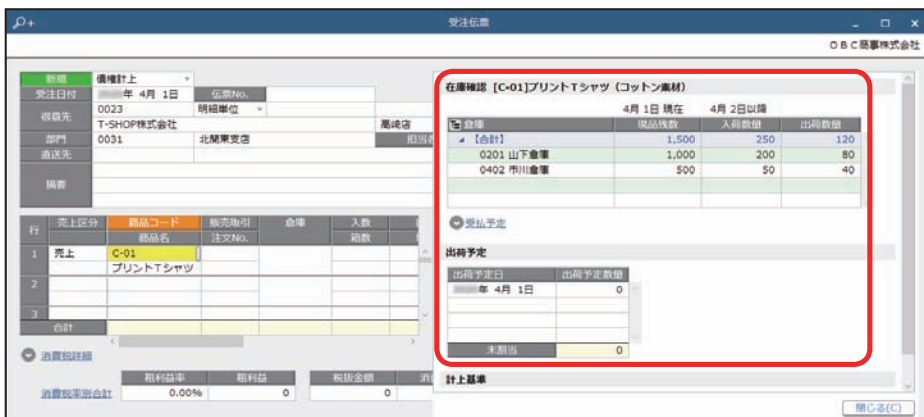 受注伝票
OBC商事株式会社
新規 債権計上
受注日付 年 4月 1日 伝票No.
得意先 0023 明細単位
T-SHOP株式会社 高崎店
部門 0031 北関東支店 担当者
直送先
摘要
行 売上区分 商品コード 販売取引 倉庫 入数
商品名 注文No. 箱数
1 売上 C-01
プリントTシャツ
2
3
合計
消費税詳細
粗利益率 粗利益 税抜金額
消費税率別合計 0.00% 0 0
在庫確認 [C-01]プリントTシャツ（コットン素材）
4月 1日 現在 4月 2日以降
倉庫 現品残数 入荷数量 出荷数量
【合計】 1,500 250 120
0201 山下倉庫 1,000 200 80
0402 市川倉庫 500 50 40
受払予定
出荷予定
出荷予定日 出荷予定数量
年 4月 1日 0
未割当 0
計上基準
閉じる(C)